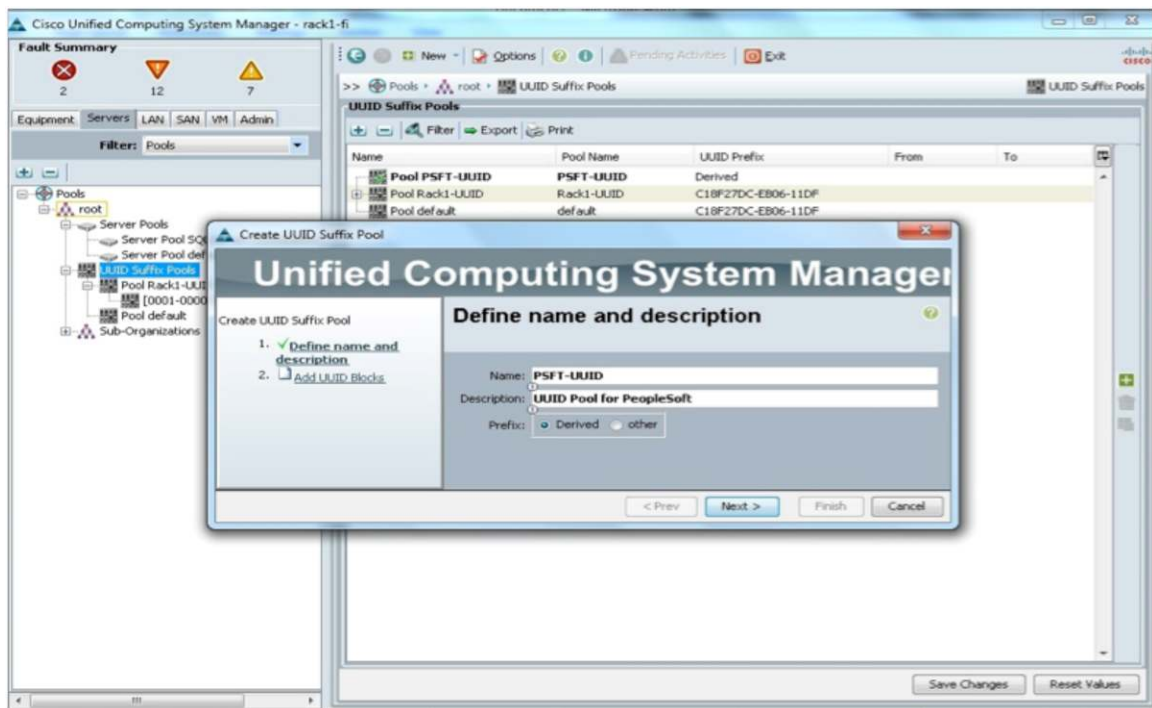 Cisco Unified Computing System Manager - rack1-fi
Fault Summary
2 12 7
Equipment Servers LAN SAN VM Admin
Filter: Pools
Pools
root
Server Pools
Server Pool SQ
Server Pool def
UUID Suffix Pools
Pool Rack1-UUI
[0001-0000
Pool default
Sub-Organizations
New Options Pending Activities Exit
CISCO
>> Pools root UUID Suffix Pools UUID Suffix Pools
UUID Suffix Pools
Filter Export Print
Name Pool Name UUID Prefix From To
Pool PSFT-UUID PSFT-UUID Derived
Pool Rack1-UUID Rack1-UUID C18F27DC-EB06-11DF
Pool default default C18F27DC-EB06-11DF
Create UUID Suffix Pool
Unified Computing System Manager
Create UUID Suffix Pool
1. Define name and description
2. Add UUID Blocks
Define name and description
Name: PSFT-UUID
Description: UUID Pool for PeopleSoft
Prefix: Derived other
< Prev Next > Finish Cancel
Save Changes Reset Values